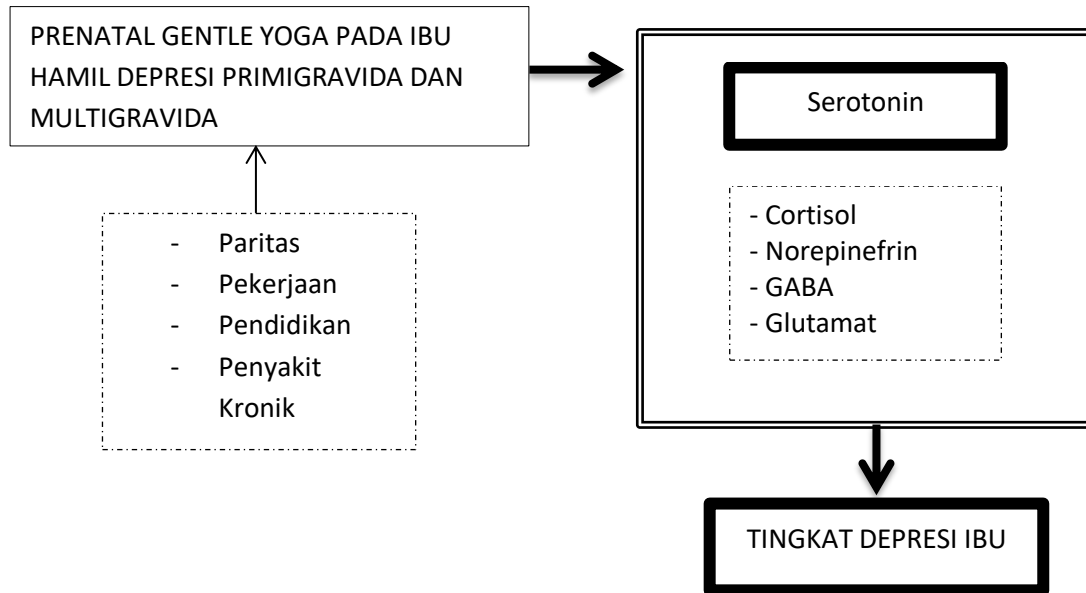 PRENATAL GENTLE YOGA PADA IBU
HAMIL DEPRESI PRIMIGRAVIDA DAN
MULTIGRAVIDA
Serotonin
- Paritas
- Pekerjaan
- Pendidikan
- Penyakit
Kronik
- Cortisol
- Norepinefrin
- GABA
- Glutamat
TINGKAT DEPRESI IBU